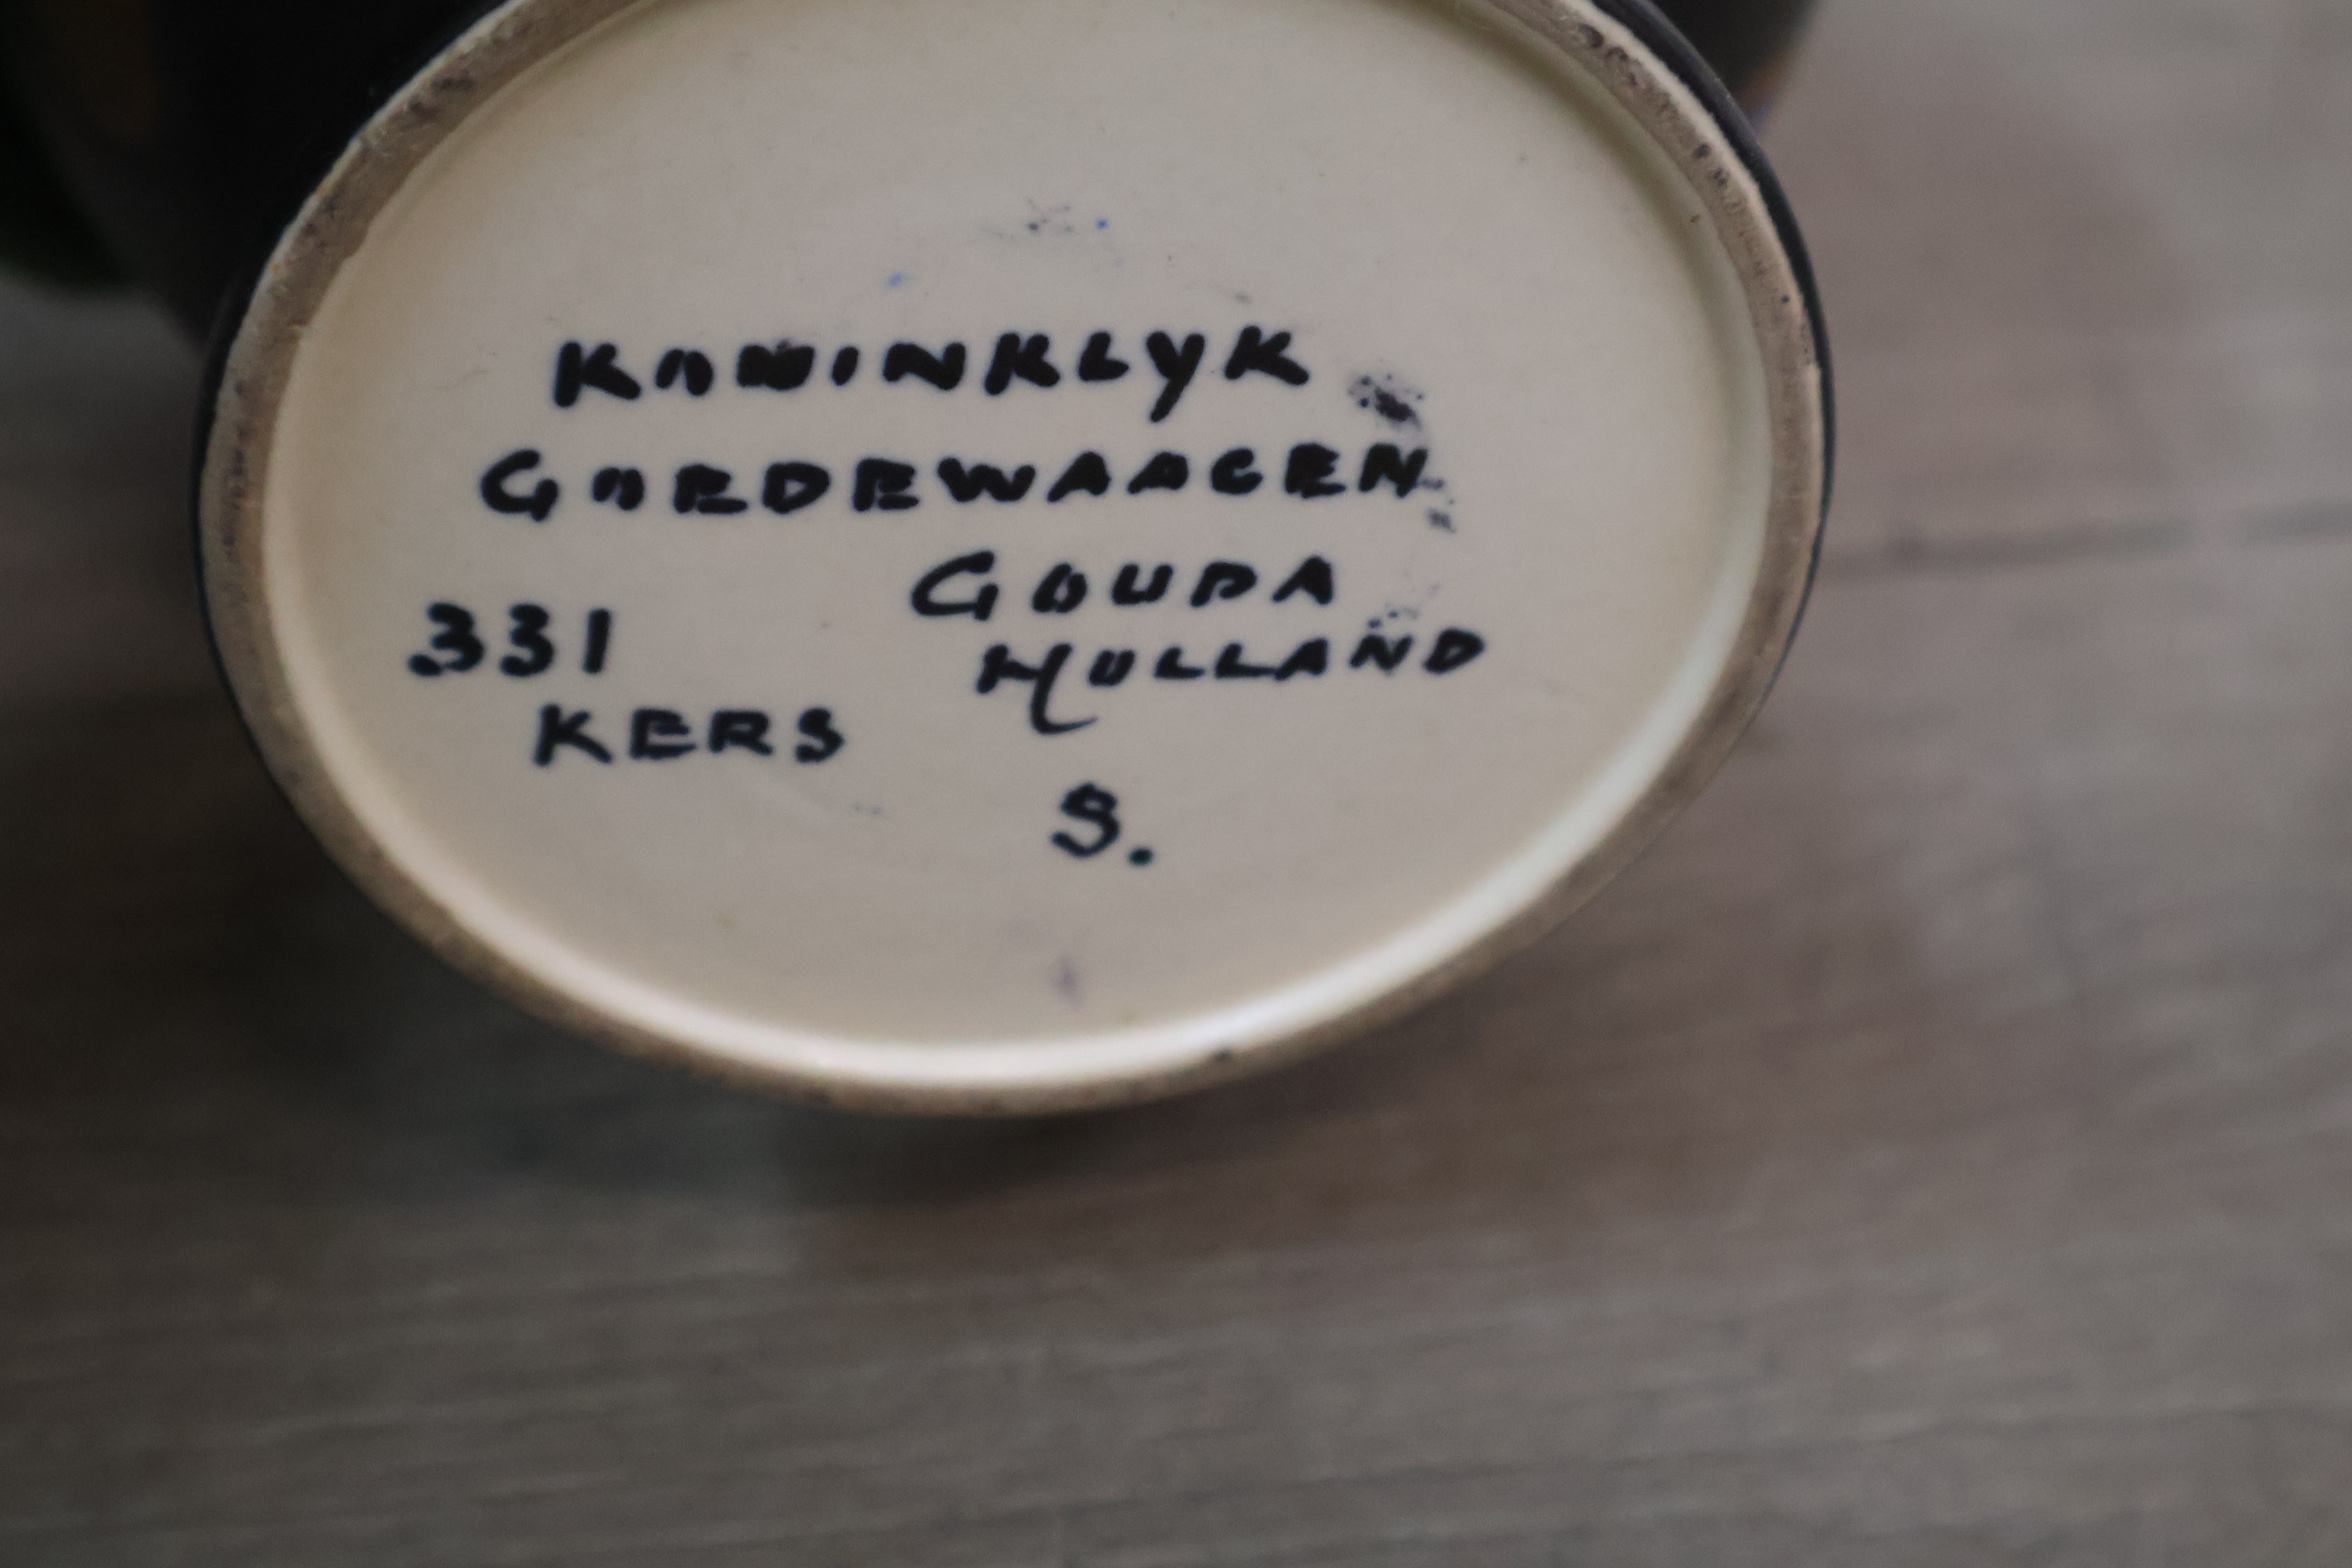 KONINKLYK
GOEDEWAAGEN
GOUDA
331 HOLLAND
KERS
S.